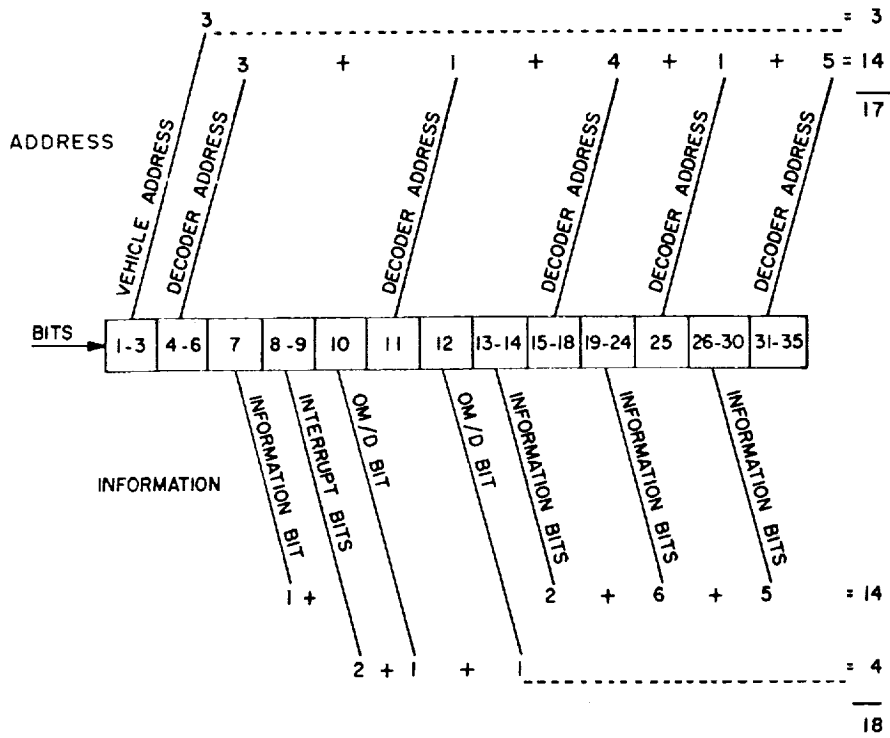 3 = 3
3 + 1 + 4 + 1 + 5 = 14
17
ADDRESS
VEHICLE ADDRESS
DECODER ADDRESS
DECODER ADDRESS
DECODER ADDRESS
DECODER ADDRESS
DECODER ADDRESS
BITS
1-3 4-6 7 8-9 10 11 12 13-14 15-18 19-24 25 26-30 31-35
INFORMATION
INFORMATION BIT
INTERRUPT BITS
OM/D BIT
OM/D BIT
INFORMATION BITS
INFORMATION BITS
INFORMATION BITS
1 + 2 + 6 + 5 = 14
2 + 1 + 1 = 4
18